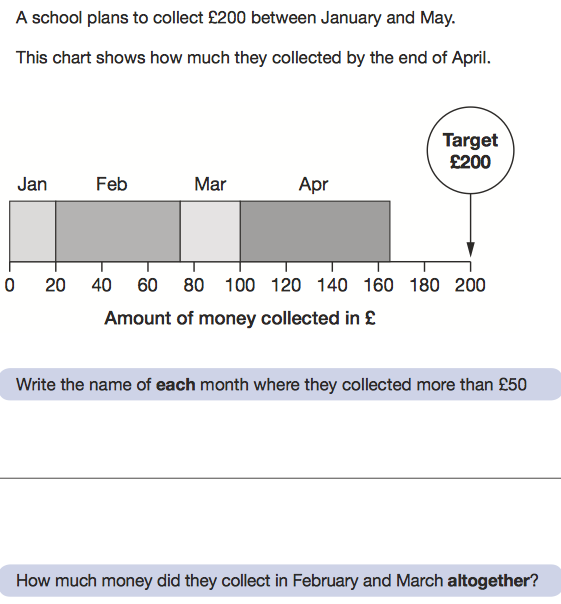 A school plans to collect £200 between January and May.
This chart shows how much they collected by the end of April.
Target
£200
Jan Feb Mar Apr
0 20 40 60 80 100 120 140 160 180 200
Amount of money collected in £
Write the name of each month where they collected more than £50
How much money did they collect in February and March altogether?